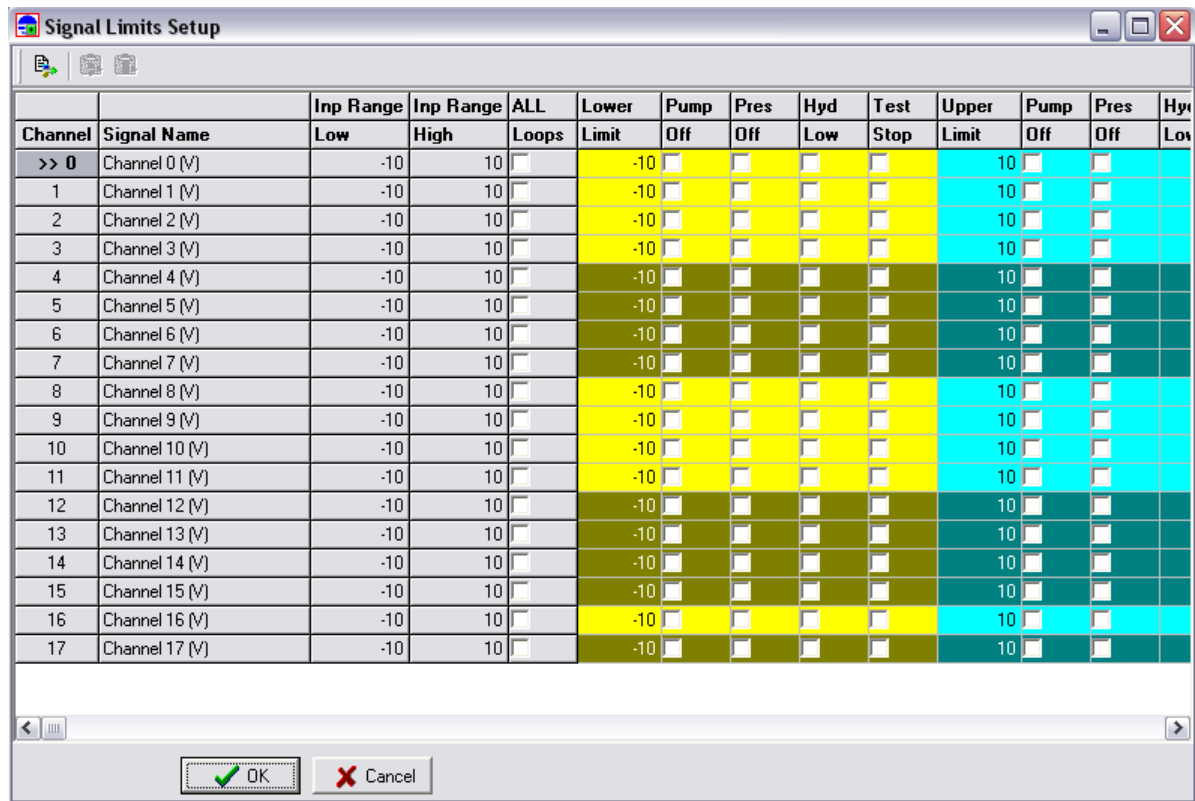 Signal Limits Setup
Inp Range Inp Range ALL Lower Pump Pres Hyd Test Upper Pump Pres
Channel Signal Name Low High Loops Limit Off Off Low Stop Limit Off Off
>> 0 Channel 0 (V) -10 10 -10 10
1 Channel 1 (V) -10 10 -10 10
2 Channel 2 (V) -10 10 -10 10
3 Channel 3 (V) -10 10 -10 10
4 Channel 4 (V) -10 10 -10 10
5 Channel 5 (V) -10 10 -10 10
6 Channel 6 (V) -10 10 -10 10
7 Channel 7 (V) -10 10 -10 10
8 Channel 8 (V) -10 10 -10 10
9 Channel 9 (V) -10 10 -10 10
10 Channel 10 (V) -10 10 -10 10
11 Channel 11 (V) -10 10 -10 10
12 Channel 12 (V) -10 10 -10 10
13 Channel 13 (V) -10 10 -10 10
14 Channel 14 (V) -10 10 -10 10
15 Channel 15 (V) -10 10 -10 10
16 Channel 16 (V) -10 10 -10 10
17 Channel 17 (V) -10 10 -10 10
OK Cancel